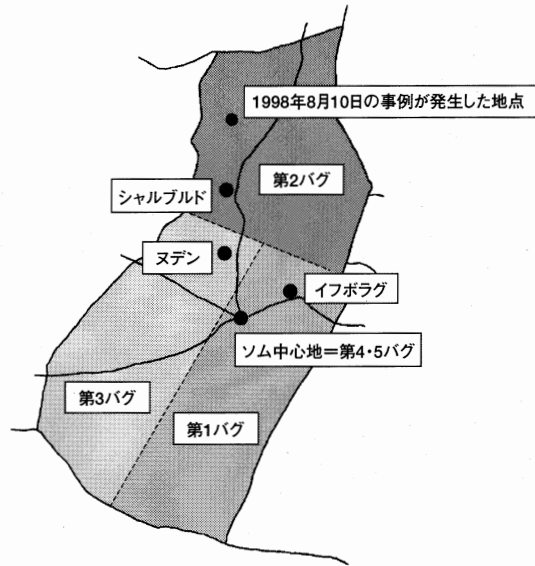 1998年8月10日の事例が発生した地点
第2バグ
シャルブルド
ヌデン
イフボラグ
ソム中心地＝第4・5バグ
第3バグ
第1バグ